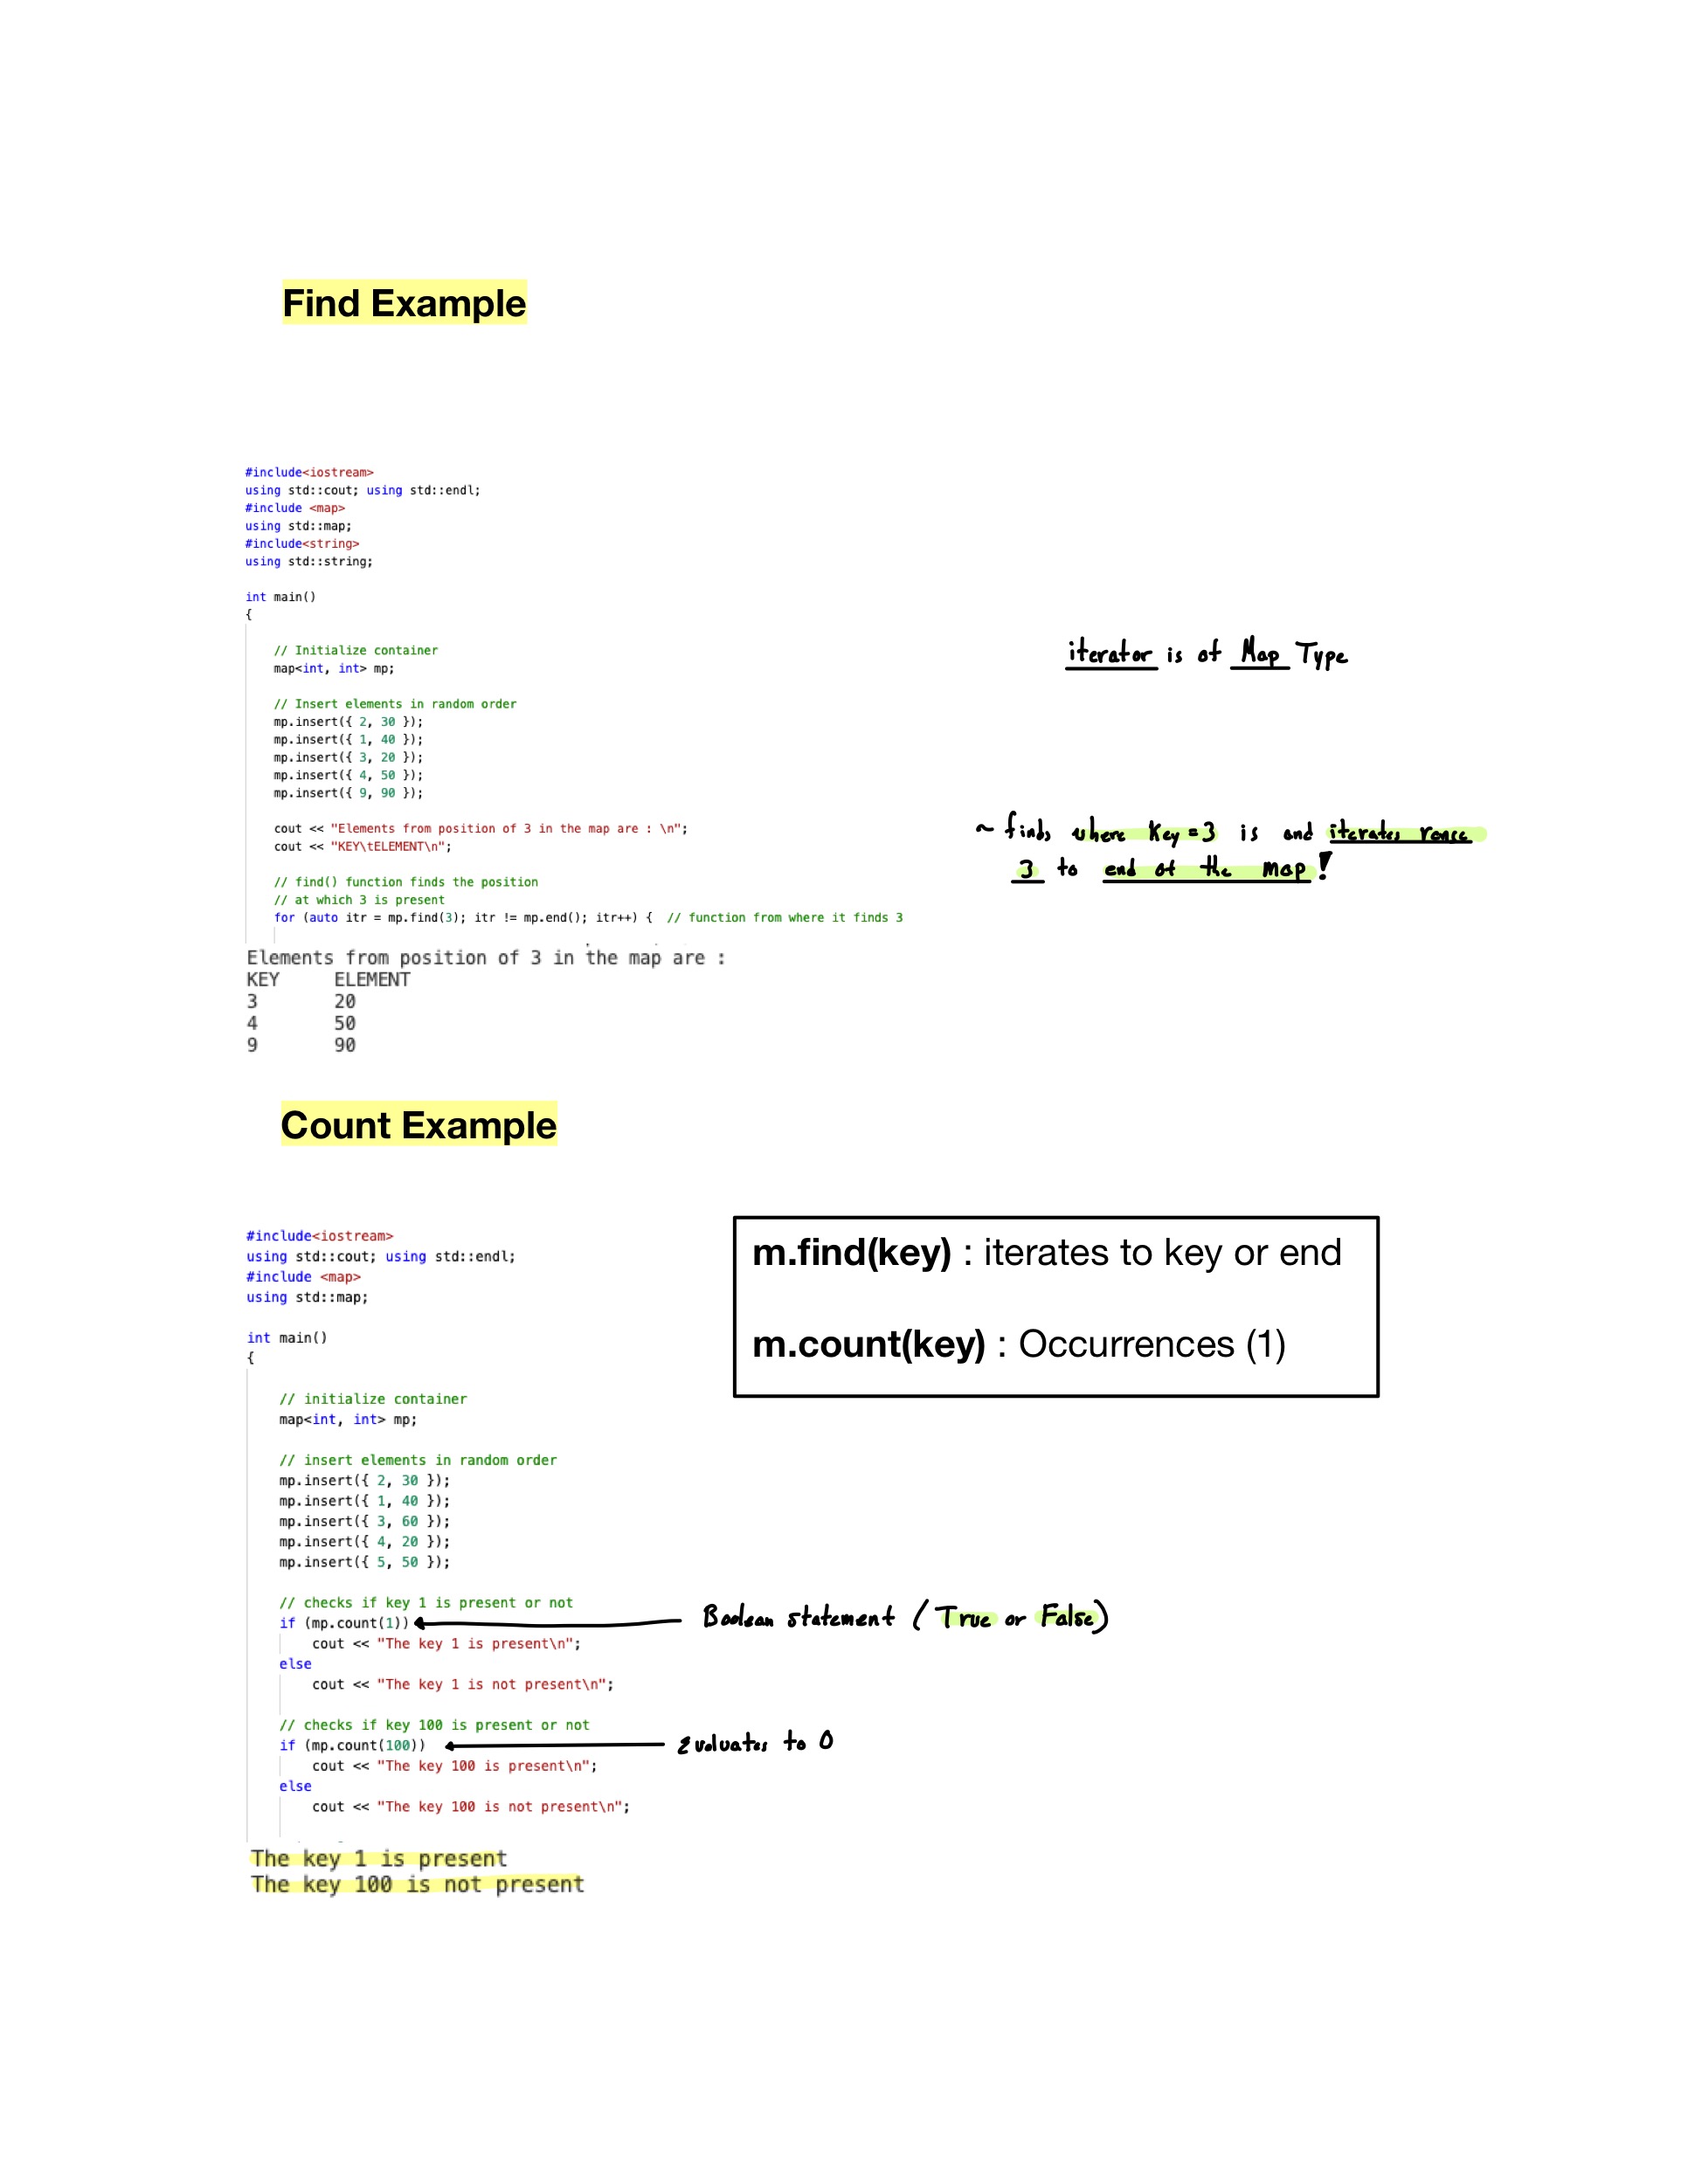 Find Example
#include<iostream>
using std::cout; using std::endl;
#include <map>
using std::map;
#include<string>
using std::string;
int main()
{
// Initialize container
map<int, int> mp;
iterator is of Map Type
// Insert elements in random order
mp.insert({ 2, 30 });
mp.insert({ 1, 40 });
mp.insert({ 3, 20 });
mp.insert({ 4, 50 });
mp.insert({ 9, 90 });
cout << "Elements from position of 3 in the map are : \n";
cout << "KEY\tELEMENT\n";
~ finds where Key = 3 is and iterates range
3 to end of the map!
// find() function finds the position
// at which 3 is present
for (auto itr = mp.find(3); itr != mp.end(); itr++) {  // function from where it finds 3
Elements from position of 3 in the map are :
KEY ELEMENT
3 20
4 50
9 90
Count Example
#include<iostream>
using std::cout; using std::endl;
#include <map>
using std::map;
int main()
{
m.find(key) : iterates to key or end
m.count(key) : Occurrences (1)
// initialize container
map<int, int> mp;
// insert elements in random order
mp.insert({ 2, 30 });
mp.insert({ 1, 40 });
mp.insert({ 3, 60 });
mp.insert({ 4, 20 });
mp.insert({ 5, 50 });
// checks if key 1 is present or not
if (mp.count(1))
Boolean statement (True or False)
cout << "The key 1 is present\n";
else
cout << "The key 1 is not present\n";
// checks if key 100 is present or not
if (mp.count(100))
Evaluates to 0
cout << "The key 100 is present\n";
else
cout << "The key 100 is not present\n";
The key 1 is present
The key 100 is not present